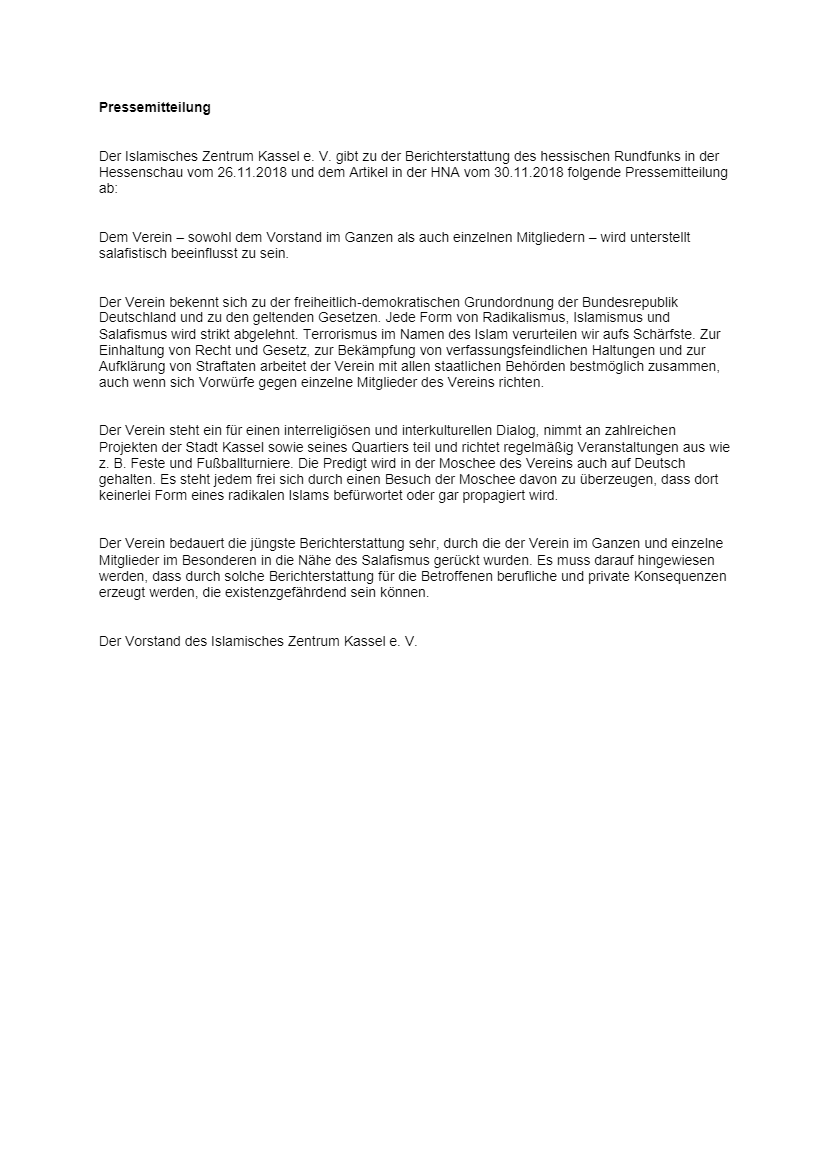 Pressemitteilung
Der Islamisches Zentrum Kassel e. V. gibt zu der Berichterstattung des hessischen Rundfunks in der
Hessenschau vom 26.11.2018 und dem Artikel in der HNA vom 30.11.2018 folgende Pressemitteilung
ab:
Dem Verein – sowohl dem Vorstand im Ganzen als auch einzelnen Mitgliedern – wird unterstellt
salafistisch beeinflusst zu sein.
Der Verein bekennt sich zu der freiheitlich-demokratischen Grundordnung der Bundesrepublik
Deutschland und zu den geltenden Gesetzen. Jede Form von Radikalismus, Islamismus und
Salafismus wird strikt abgelehnt. Terrorismus im Namen des Islam verurteilen wir aufs Schärfste. Zur
Einhaltung von Recht und Gesetz, zur Bekämpfung von verfassungsfeindlichen Haltungen und zur
Aufklärung von Straftaten arbeitet der Verein mit allen staatlichen Behörden bestmöglich zusammen,
auch wenn sich Vorwürfe gegen einzelne Mitglieder des Vereins richten.
Der Verein steht ein für einen interreligiösen und interkulturellen Dialog, nimmt an zahlreichen
Projekten der Stadt Kassel sowie seines Quartiers teil und richtet regelmäßig Veranstaltungen aus wie
z. B. Feste und Fußballturniere. Die Predigt wird in der Moschee des Vereins auch auf Deutsch
gehalten. Es steht jedem frei sich durch einen Besuch der Moschee davon zu überzeugen, dass dort
keinerlei Form eines radikalen Islams befürwortet oder gar propagiert wird.
Der Verein bedauert die jüngste Berichterstattung sehr, durch die der Verein im Ganzen und einzelne
Mitglieder im Besonderen in die Nähe des Salafismus gerückt wurden. Es muss darauf hingewiesen
werden, dass durch solche Berichterstattung für die Betroffenen berufliche und private Konsequenzen
erzeugt werden, die existenzgefährdend sein können.
Der Vorstand des Islamisches Zentrum Kassel e. V.